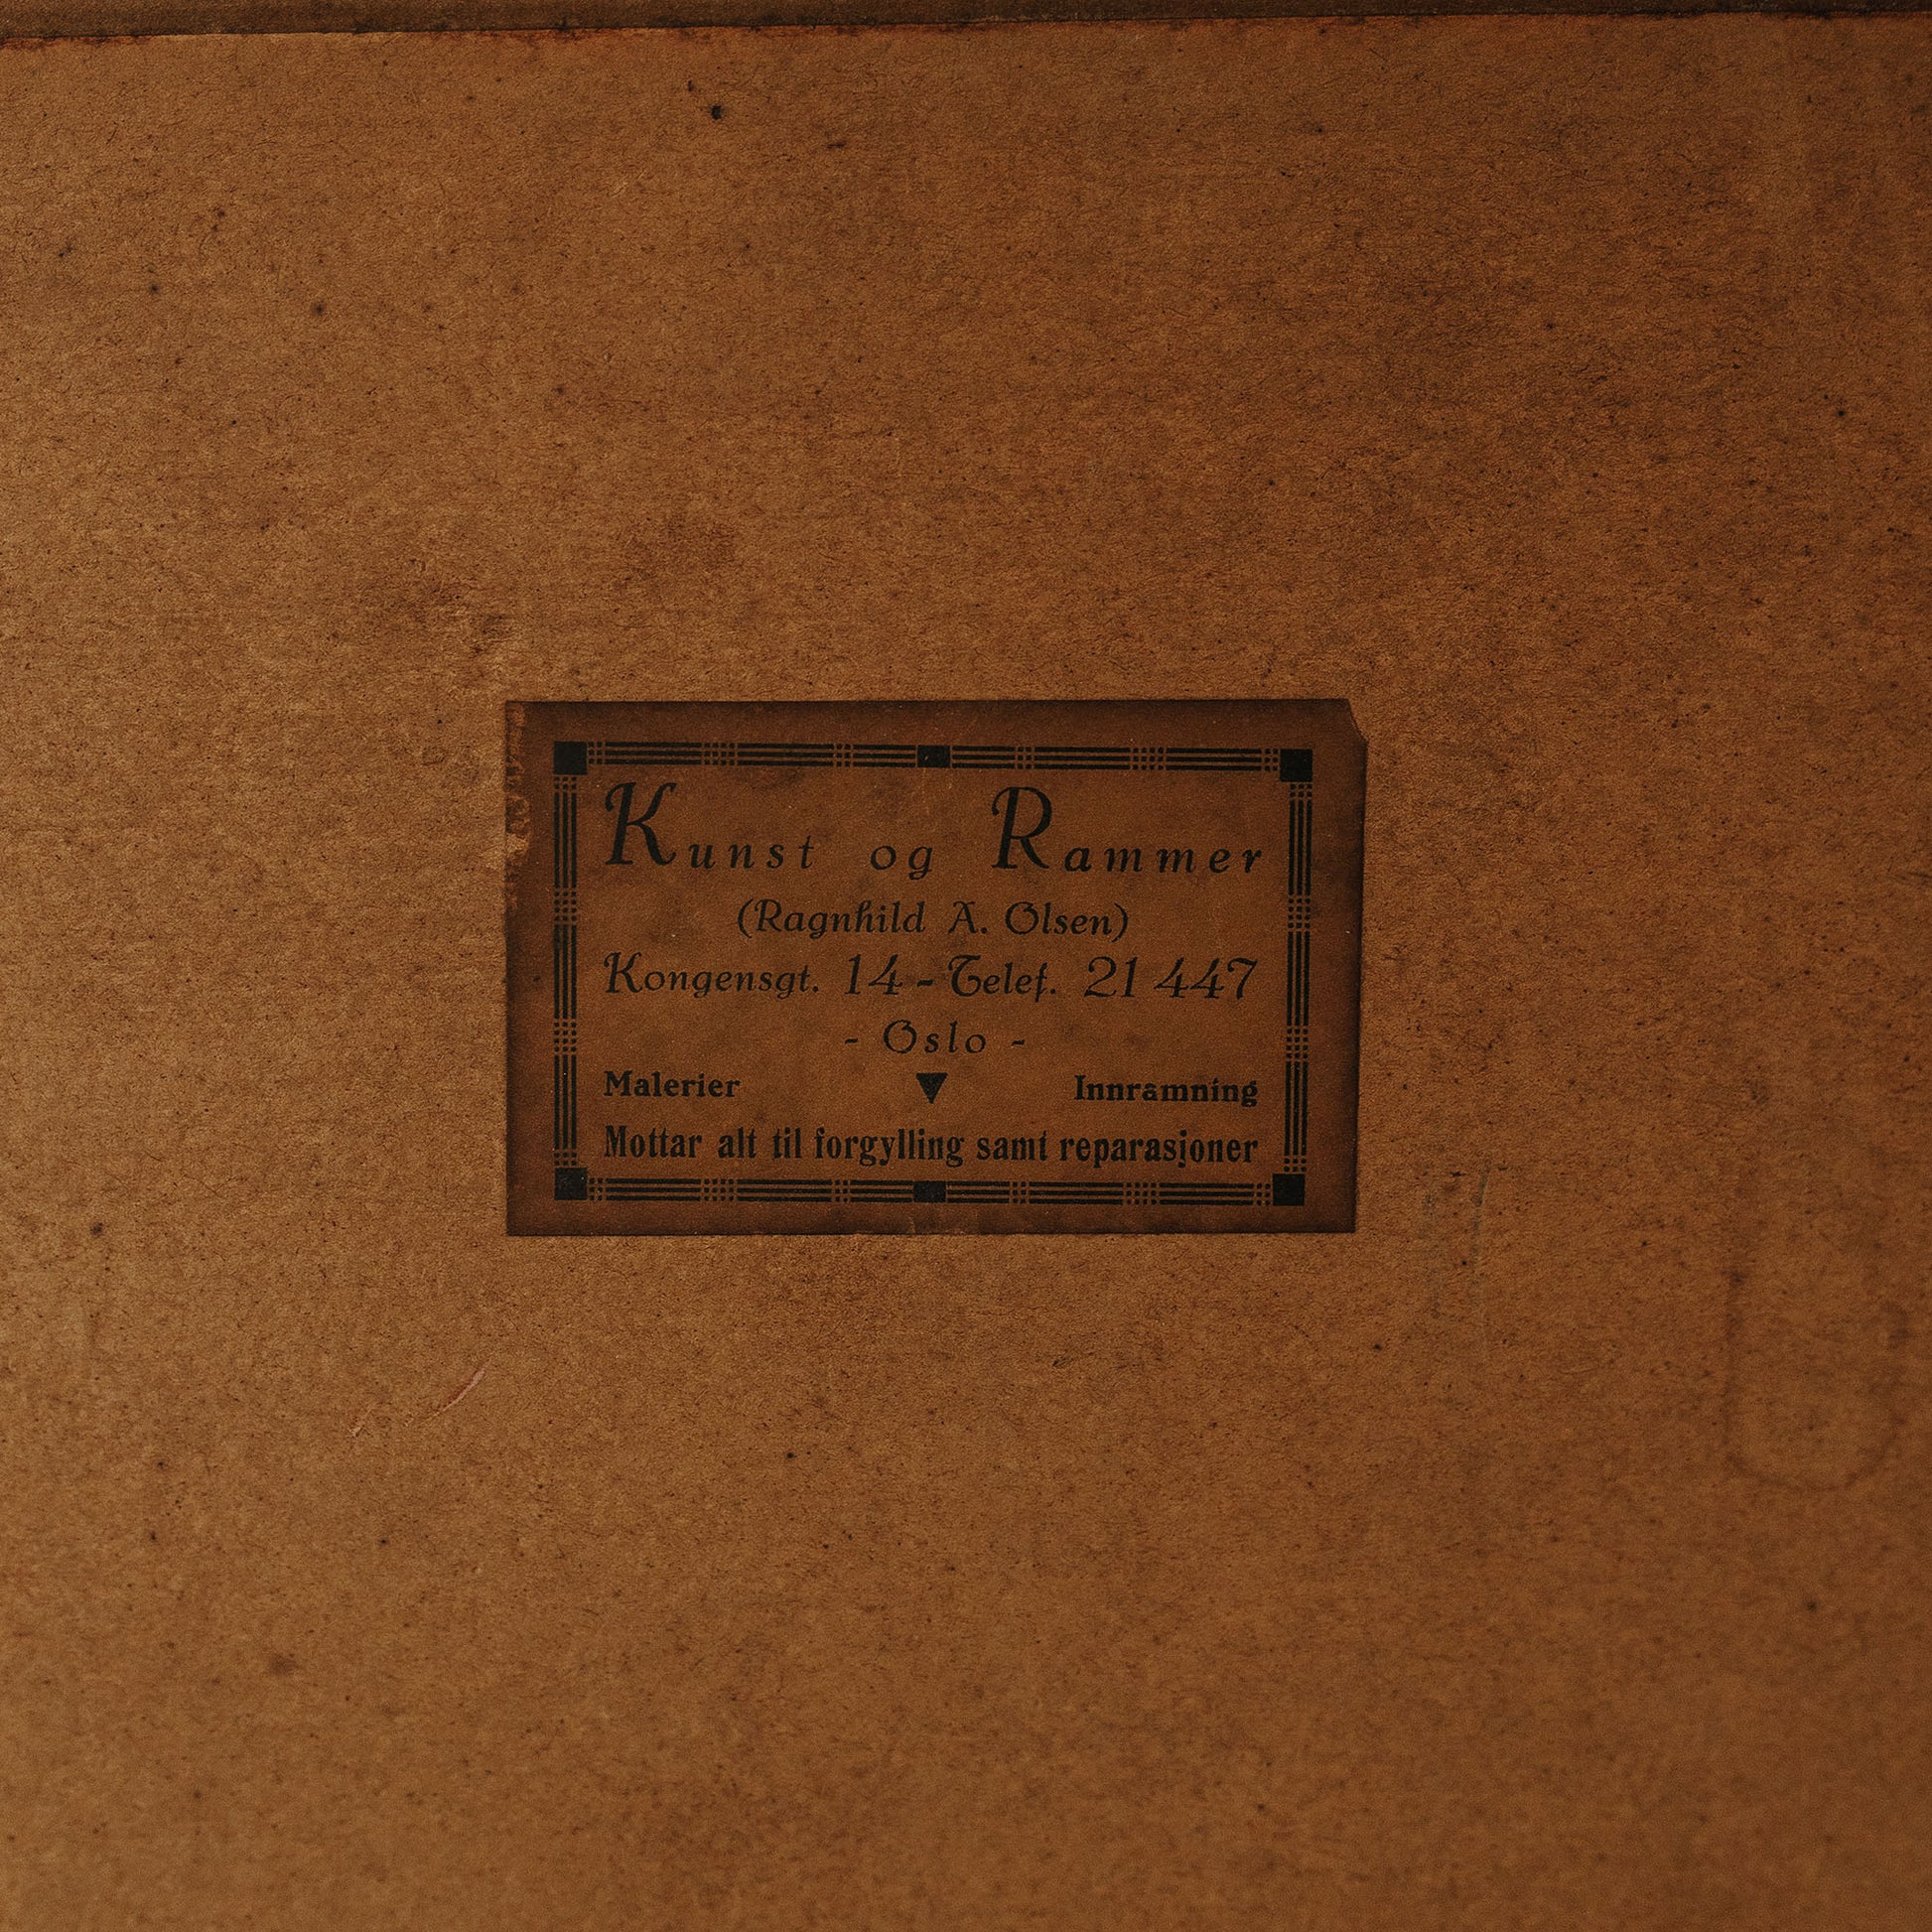 Kunst og Rammer
(Ragnhild A. Olsen)
Kongensgt. 14 - Telef. 21 447
- Oslo -
Malerier Innramning
Mottar alt til forgylling samt reparasjoner